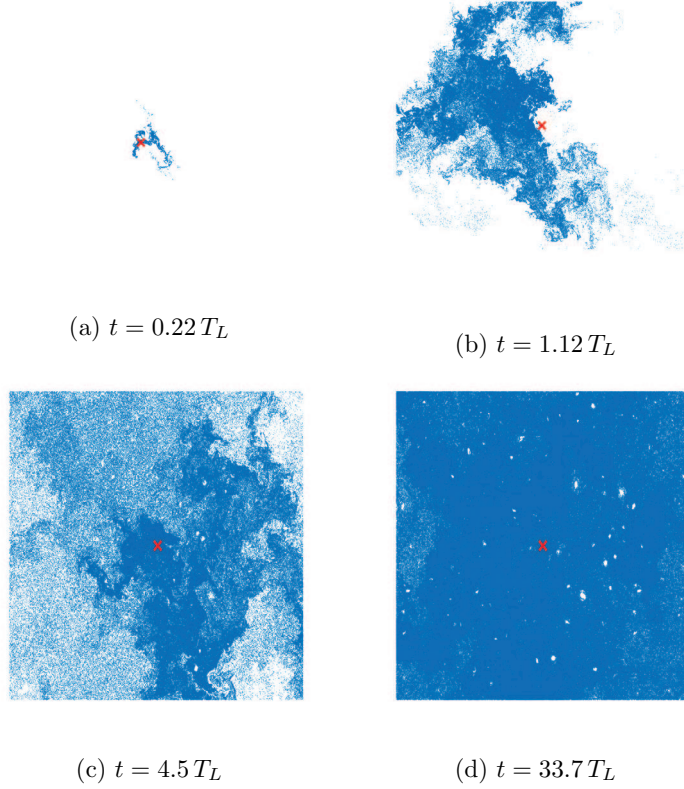 (a) t = 0.22 T_L
(b) t = 1.12 T_L
(c) t = 4.5 T_L
(d) t = 33.7 T_L